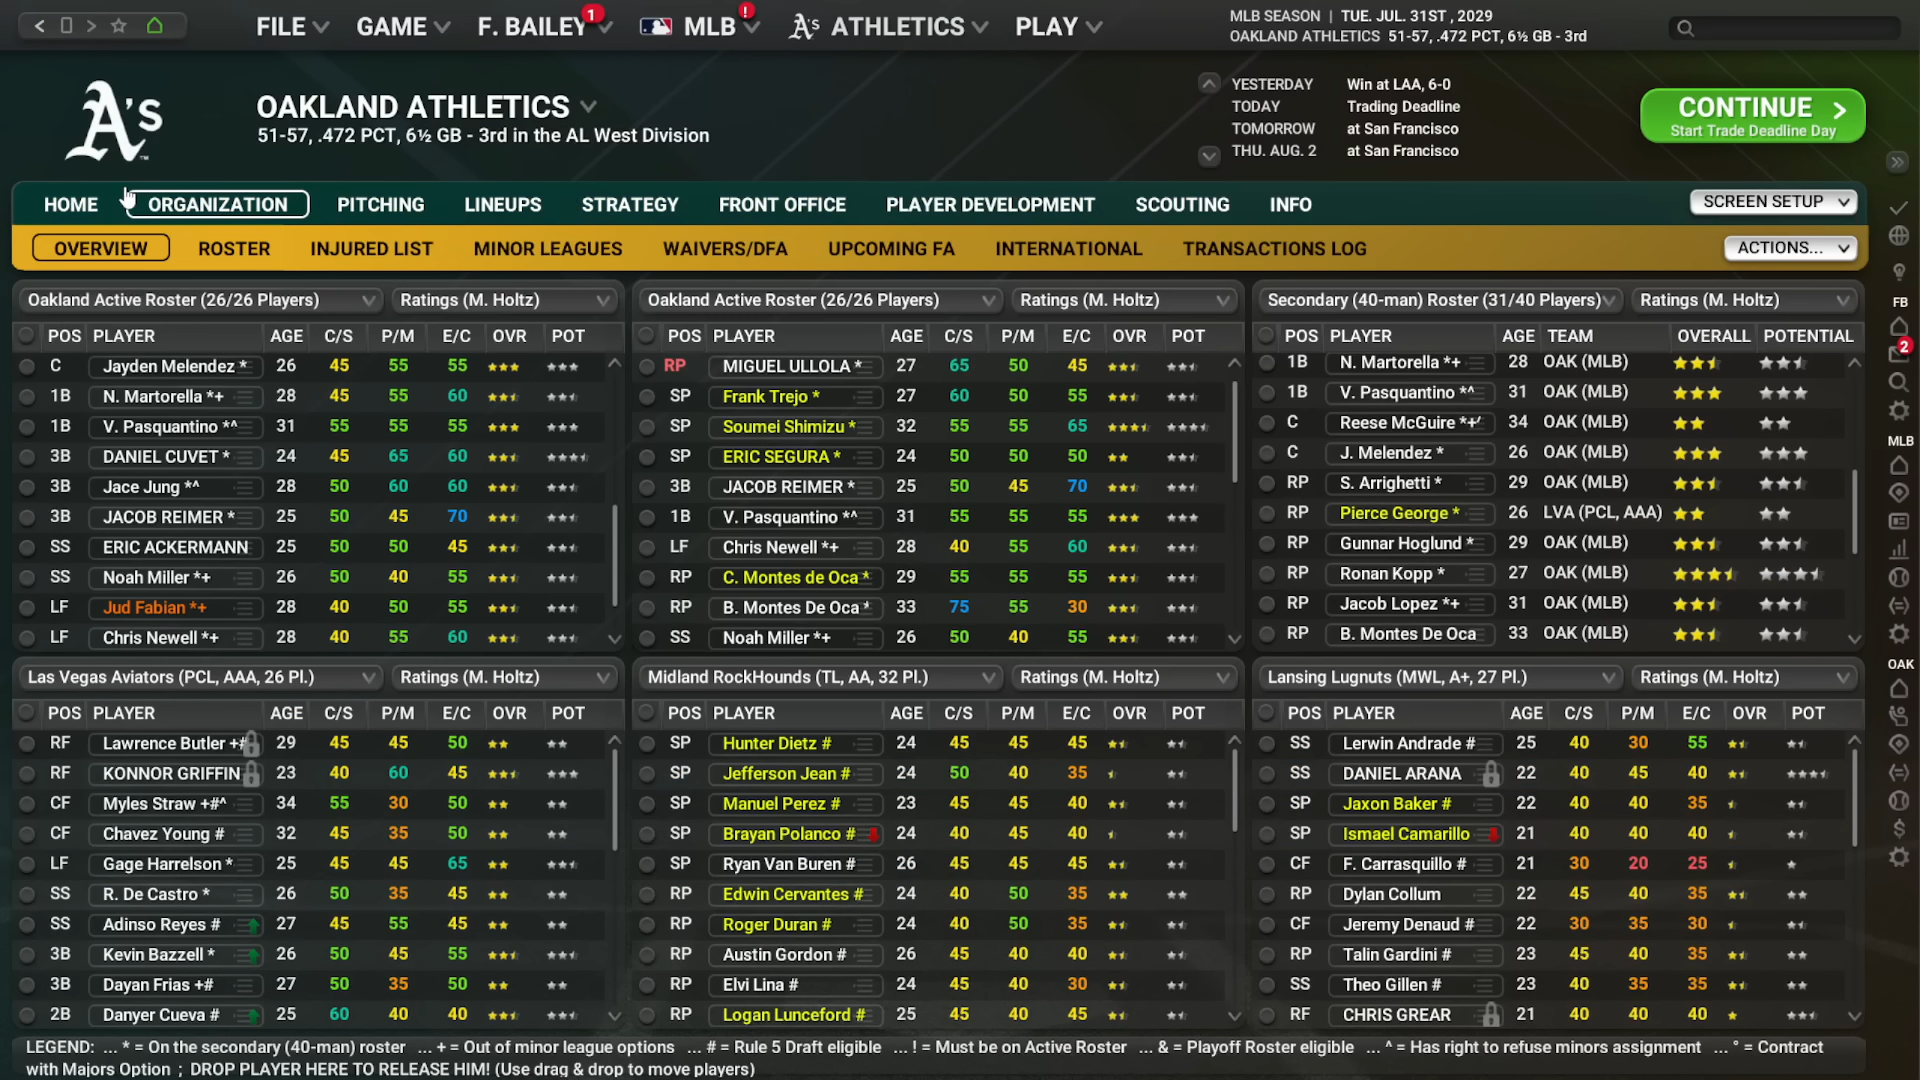 FILE GAME F. BAILEY 1 MLB ! A's ATHLETICS PLAY
MLB SEASON | TUE. JUL. 31ST , 2029
OAKLAND ATHLETICS 51-57, .472 PCT, 6½ GB - 3rd
A's
OAKLAND ATHLETICS
51-57, .472 PCT, 6½ GB - 3rd in the AL West Division
YESTERDAY Win at LAA, 6-0
TODAY Trading Deadline
TOMORROW at San Francisco
THU. AUG. 2 at San Francisco
CONTINUE >
Start Trade Deadline Day
HOME ORGANIZATION PITCHING LINEUPS STRATEGY FRONT OFFICE PLAYER DEVELOPMENT SCOUTING INFO SCREEN SETUP
OVERVIEW ROSTER INJURED LIST MINOR LEAGUES WAIVERS/DFA UPCOMING FA INTERNATIONAL TRANSACTIONS LOG ACTIONS...
Oakland Active Roster (26/26 Players) Ratings (M. Holtz)
POS PLAYER AGE C/S P/M E/C OVR POT
C Jayden Melendez * 26 45 55 55
1B N. Martorella *+ 28 45 55 60
1B V. Pasquantino *^ 31 55 55 55
3B DANIEL CUVET * 24 45 65 60
3B Jace Jung *^ 28 50 60 60
3B JACOB REIMER * 25 50 45 70
SS ERIC ACKERMANN 25 50 50 45
SS Noah Miller *+ 26 50 40 55
LF Jud Fabian *+ 28 40 50 55
LF Chris Newell *+ 28 40 55 60
Oakland Active Roster (26/26 Players) Ratings (M. Holtz)
POS PLAYER AGE C/S P/M E/C OVR POT
RP MIGUEL ULLOLA * 27 65 50 45
SP Frank Trejo * 27 60 50 55
SP Soumei Shimizu * 32 55 55 65
SP ERIC SEGURA * 24 50 50 50
3B JACOB REIMER * 25 50 45 70
1B V. Pasquantino *^ 31 55 55 55
LF Chris Newell *+ 28 40 55 60
RP C. Montes de Oca * 29 55 55 55
RP B. Montes De Oca * 33 75 55 30
SS Noah Miller *+ 26 50 40 55
Secondary (40-man) Roster (31/40 Players) Ratings (M. Holtz)
POS PLAYER AGE TEAM OVERALL POTENTIAL
1B N. Martorella *+ 28 OAK (MLB)
1B V. Pasquantino *^ 31 OAK (MLB)
C Reese McGuire *+^ 34 OAK (MLB)
C J. Melendez * 26 OAK (MLB)
RP S. Arrighetti * 29 OAK (MLB)
RP Pierce George * 26 LVA (PCL, AAA)
RP Gunnar Hoglund * 29 OAK (MLB)
RP Ronan Kopp * 27 OAK (MLB)
RP Jacob Lopez *+ 31 OAK (MLB)
RP B. Montes De Oca 33 OAK (MLB)
Las Vegas Aviators (PCL, AAA, 26 Pl.) Ratings (M. Holtz)
POS PLAYER AGE C/S P/M E/C OVR POT
RF Lawrence Butler +# 29 45 45 50
RF KONNOR GRIFFIN 23 40 60 45
CF Myles Straw +#^ 34 55 30 50
CF Chavez Young # 32 45 35 50
LF Gage Harrelson * 25 45 45 65
SS R. De Castro * 26 50 35 45
SS Adinso Reyes # 27 45 55 45
3B Kevin Bazzell * 26 50 45 55
3B Dayan Frias +# 27 50 35 50
2B Danyer Cueva # 25 60 40 40
Midland RockHounds (TL, AA, 32 Pl.) Ratings (M. Holtz)
POS PLAYER AGE C/S P/M E/C OVR POT
SP Hunter Dietz # 24 45 45 45
SP Jefferson Jean # 24 50 40 35
SP Manuel Perez # 23 45 45 40
SP Brayan Polanco # 24 40 45 40
SP Ryan Van Buren # 26 45 45 45
RP Edwin Cervantes # 24 40 50 35
RP Roger Duran # 24 40 50 35
RP Austin Gordon # 26 45 40 40
RP Elvi Lina # 24 45 40 30
RP Logan Lunceford # 25 45 40 45
Lansing Lugnuts (MWL, A+, 27 Pl.) Ratings (M. Holtz)
POS PLAYER AGE C/S P/M E/C OVR POT
SS Lerwin Andrade # 25 40 30 55
SS DANIEL ARANA 22 40 45 40
SP Jaxon Baker # 22 40 40 35
SP Ismael Camarillo 21 40 40 40
CF F. Carrasquillo # 21 30 20 25
RP Dylan Collum 22 45 40 35
CF Jeremy Denaud # 22 30 35 30
RP Talin Gardini # 23 45 40 35
SS Theo Gillen # 23 40 35 35
RF CHRIS GREAR 21 40 40 40
FB
2
MLB
OAK
LEGEND: ... * = On the secondary (40-man) roster ... + = Out of minor league options ... # = Rule 5 Draft eligible ... ! = Must be on Active Roster ... & = Playoff Roster eligible ... ^ = Has right to refuse minors assignment ... ° = Contract
with Majors Option ; DROP PLAYER HERE TO RELEASE HIM! (Use drag & drop to move players)